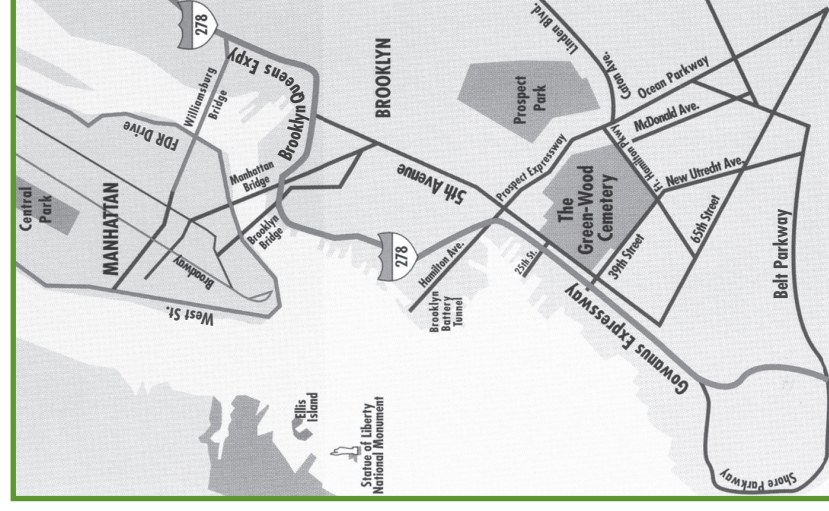 278
Central
Park
MANHATTAN
FDR Drive
Williamsburg
Bridge
Brooklyn Queens Expy
Broadway
West St.
Manhattan
Bridge
Brooklyn
Bridge
BROOKLYN
Ellis
Island
Statue of Liberty
National Monument
278
Hamilton Ave.
Brooklyn
Battery
Tunnel
5th Avenue
Prospect Expressway
Prospect
Park
Linden Blvd.
Caton Ave.
Ocean Parkway
McDonald Ave.
Ft. Hamilton Pkwy
New Utrecht Ave.
The
Green-Wood
Cemetery
25th St.
39th Street
65th Street
Gowanus Expressway
Belt Parkway
Shore Parkway